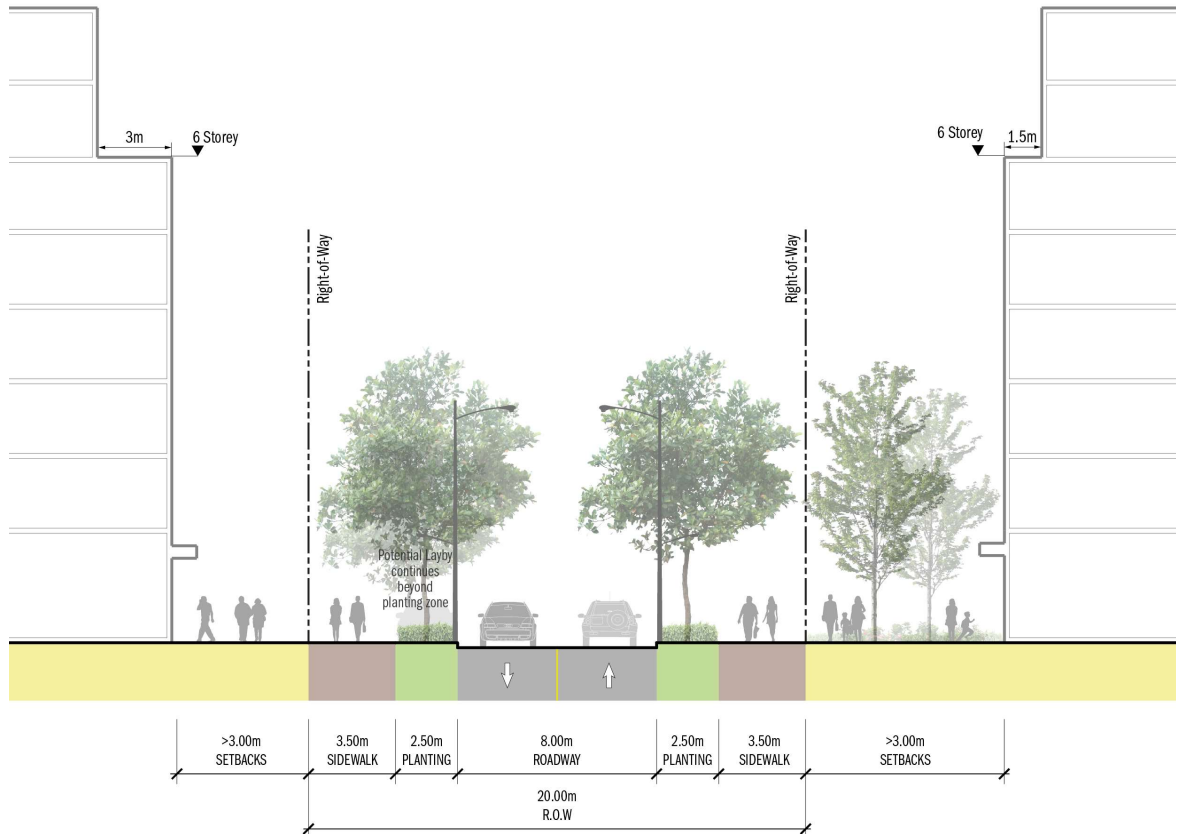 3m
6 Storey
6 Storey
1.5m
Right-of-Way
Right-of-Way
Potential Layby
continues
beyond
planting zone
>3.00m
SETBACKS
3.50m
SIDEWALK
2.50m
PLANTING
8.00m
ROADWAY
2.50m
PLANTING
3.50m
SIDEWALK
>3.00m
SETBACKS
20.00m
R.O.W